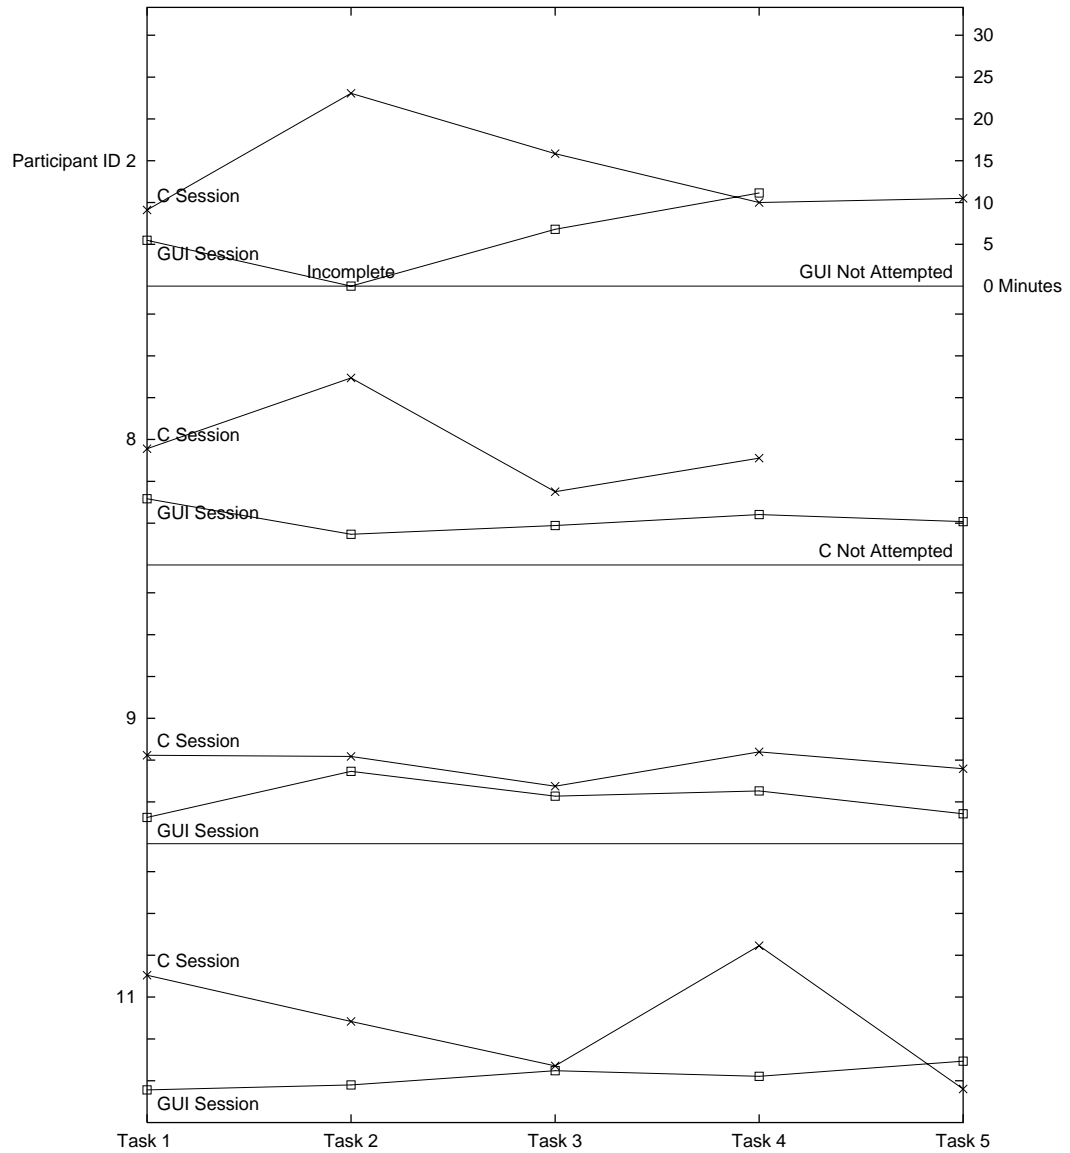 30
25
20
Participant ID 2
15
C Session
10
GUI Session
5
Incomplete
GUI Not Attempted
0 Minutes
8
C Session
GUI Session
C Not Attempted
9
C Session
GUI Session
C Session
11
GUI Session
Task 1
Task 2
Task 3
Task 4
Task 5